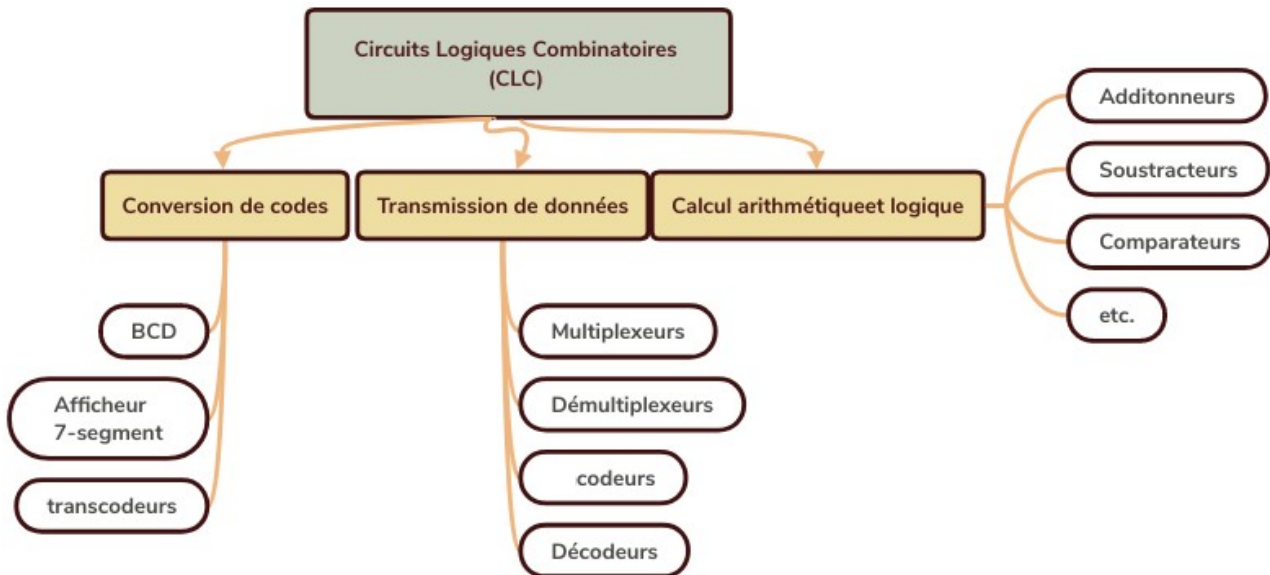 Circuits Logiques Combinatoires
(CLC)
Conversion de codes
Transmission de données
Calcul arithmétiqueet logique
BCD
Afficheur
7-segment
transcodeurs
Multiplexeurs
Démultiplexeurs
codeurs
Décodeurs
Additonneurs
Soustracteurs
Comparateurs
etc.